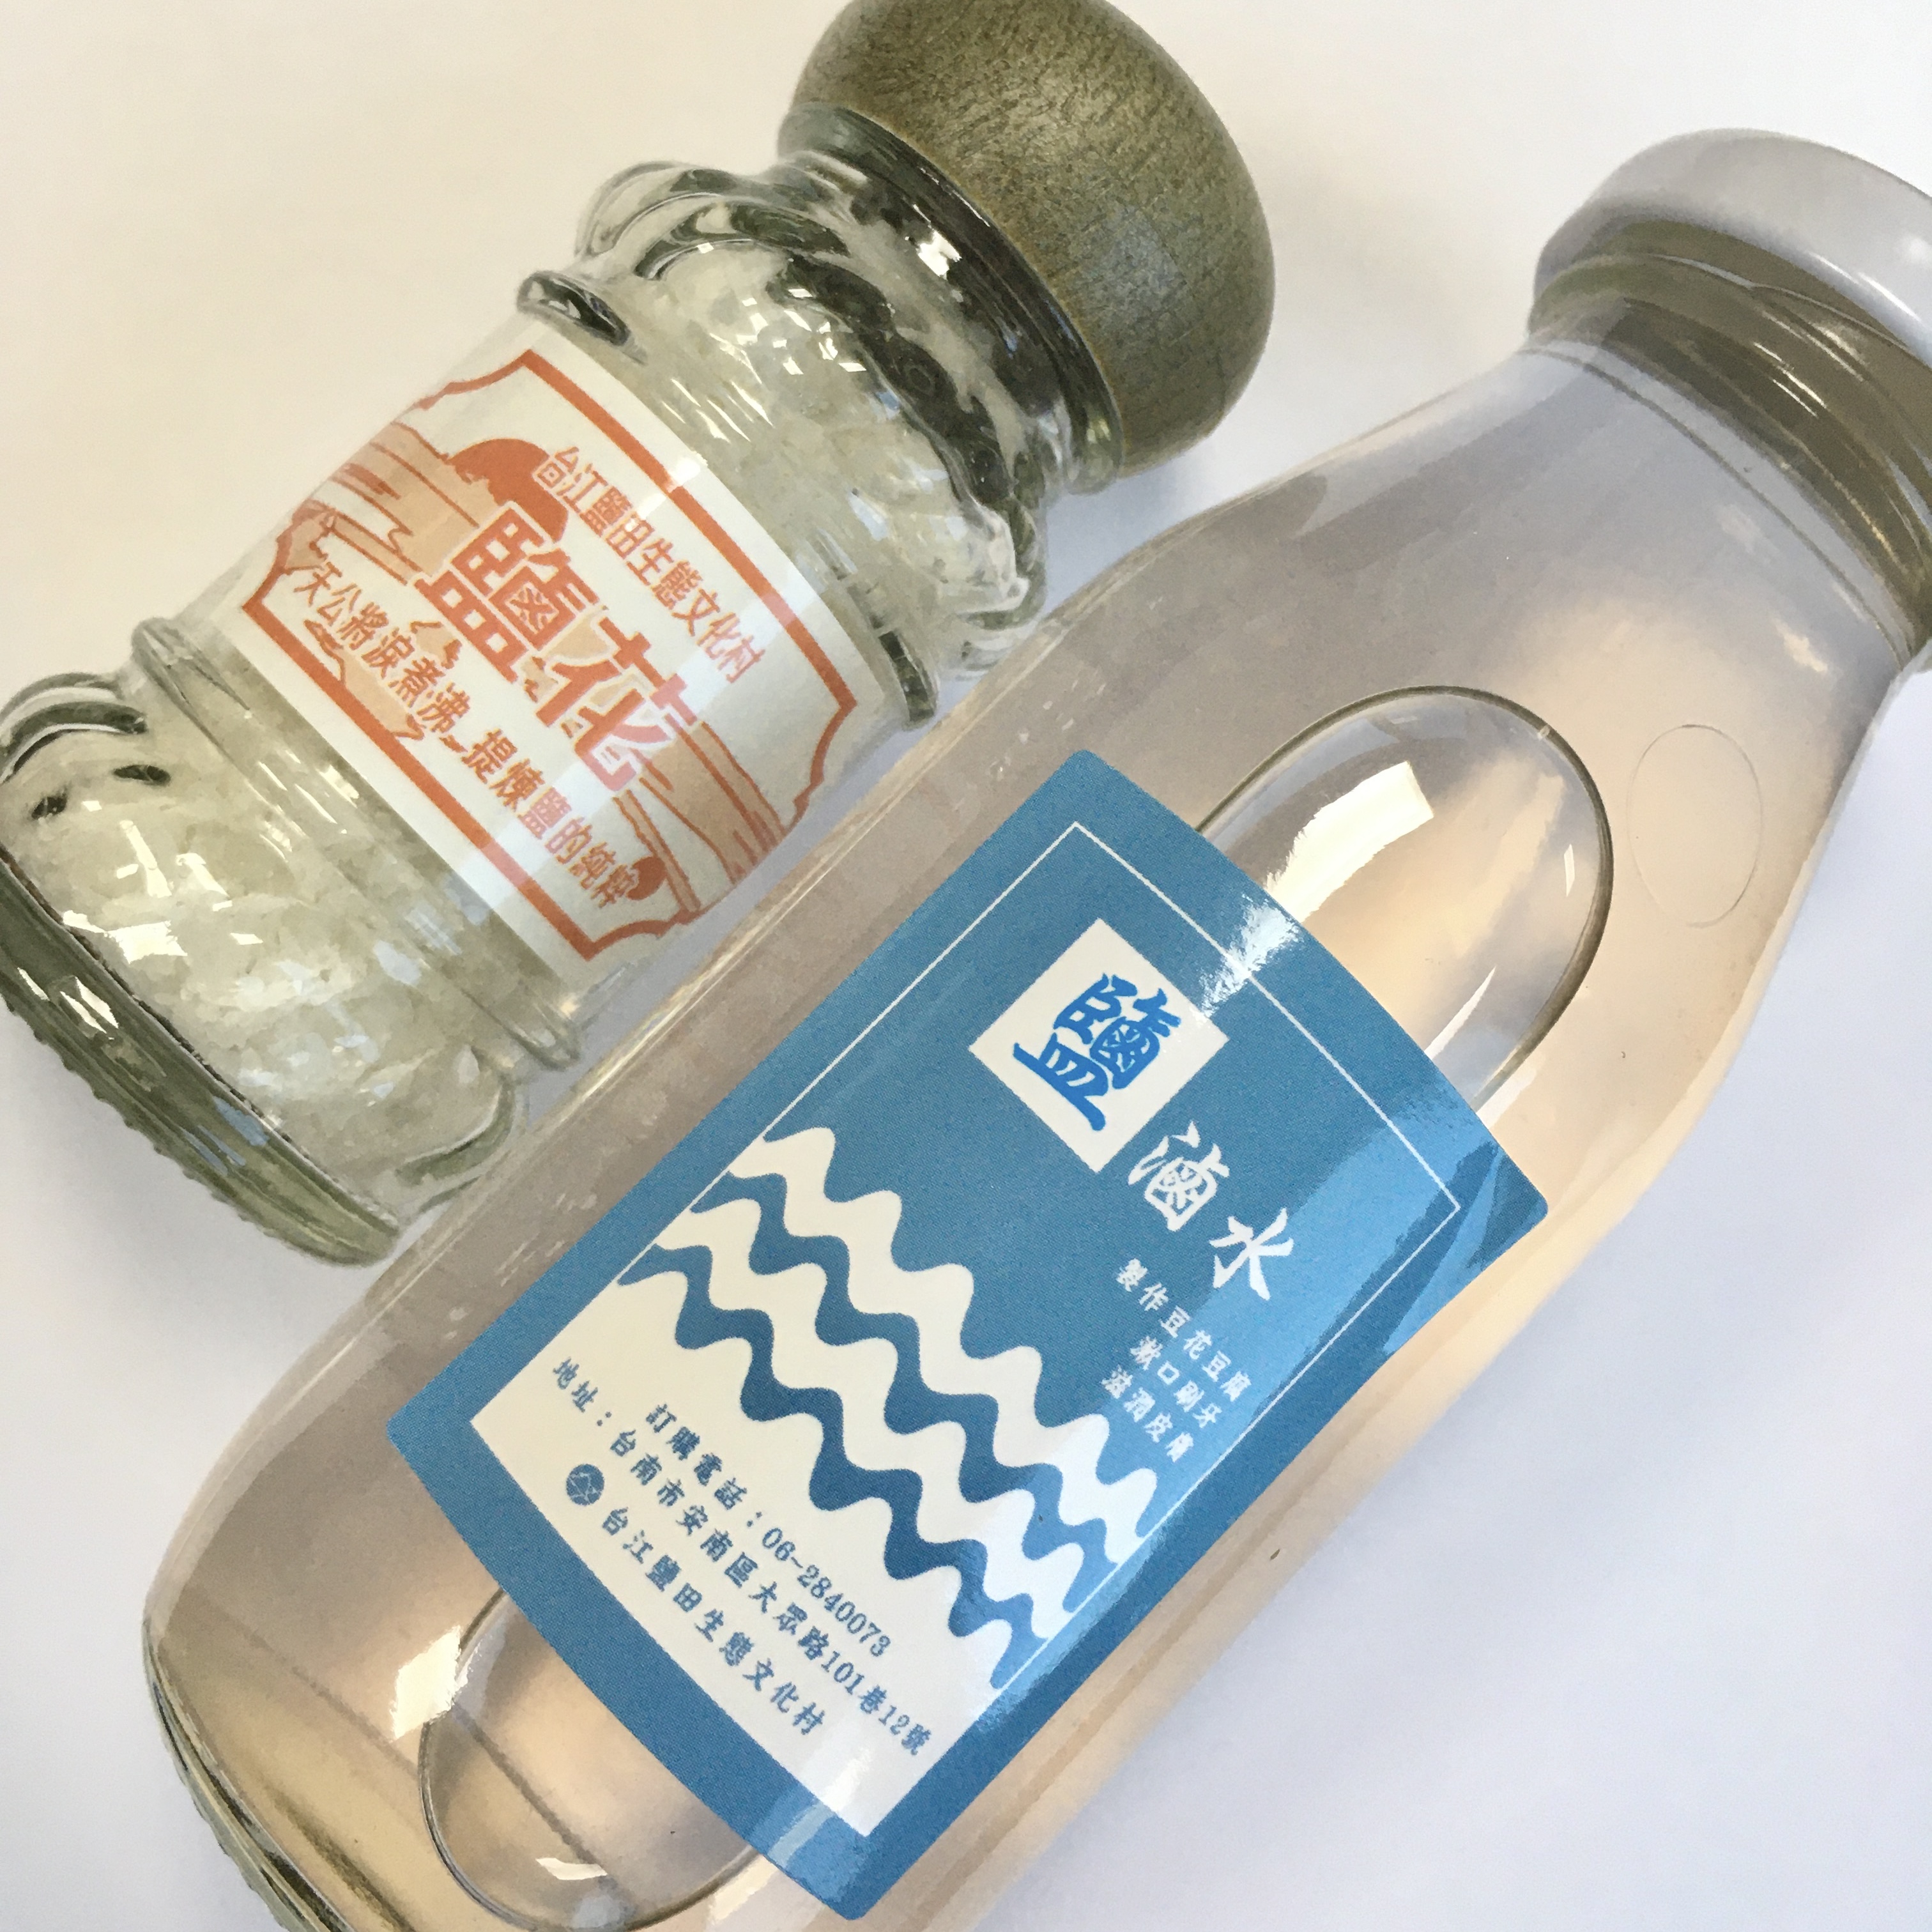 台江鹽田生態文化村
鹽花
天公將淚煮沸 提煉鹽的純粹
鹽
滷水
製作豆花豆腐
漱口刷牙
滋潤皮膚
訂購電話：06-2840073
地址：台南市安南區大眾路101巷12號
台江鹽田生態文化村